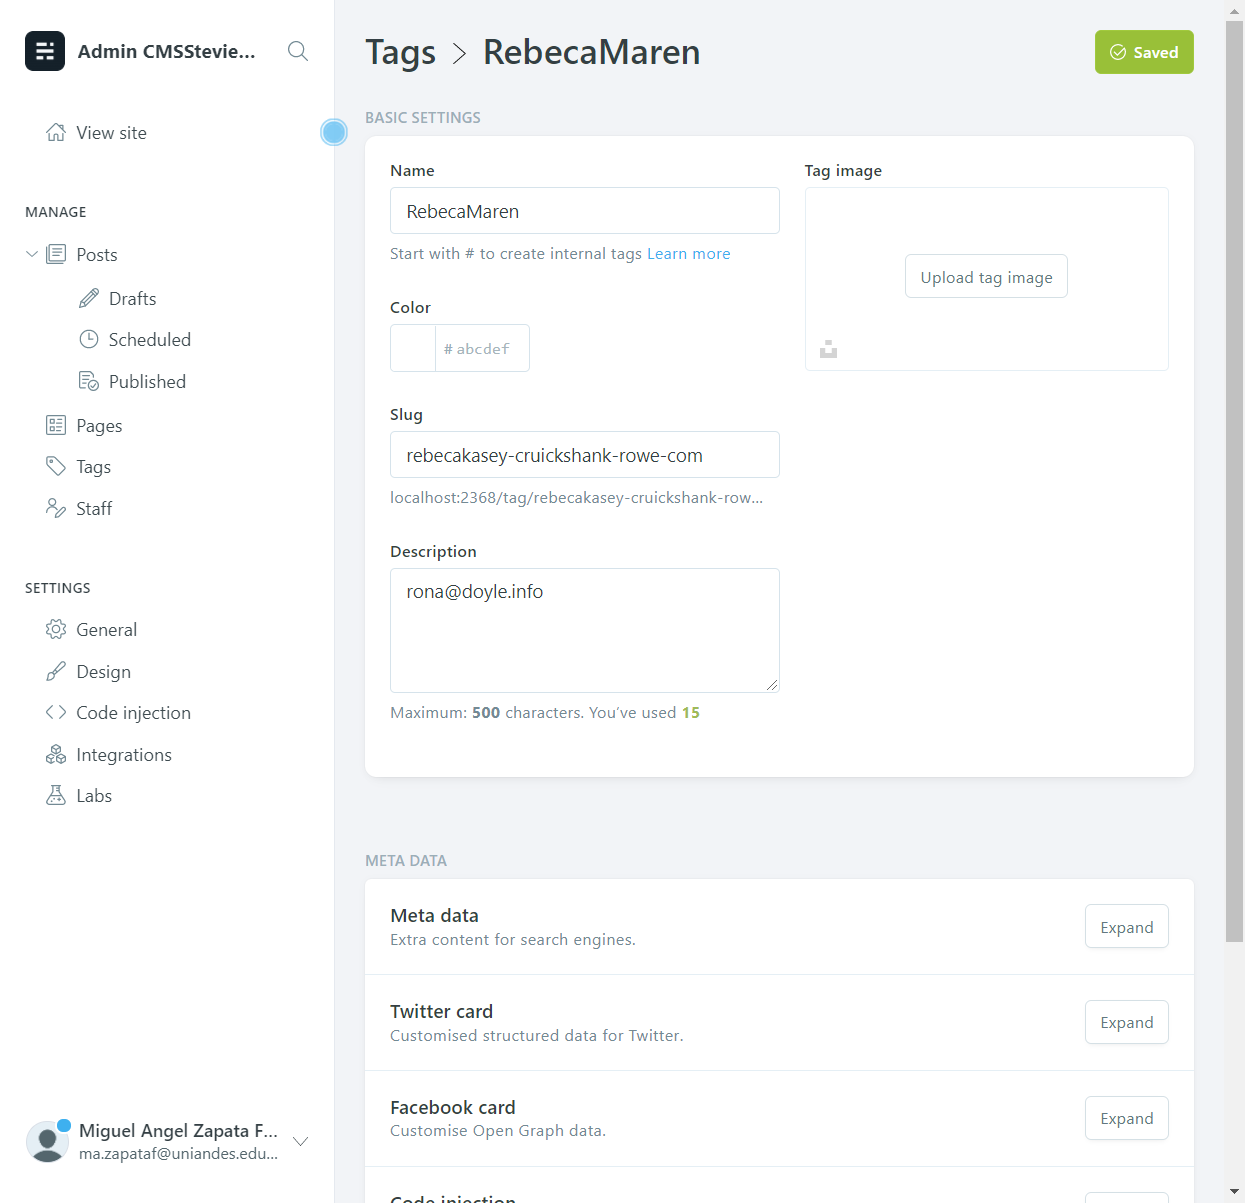 Admin CMSStevie...
View site
MANAGE
Posts
Drafts
Scheduled
Published
Pages
Tags
Staff
SETTINGS
General
Design
Code injection
Integrations
Labs
Miguel Angel Zapata F...
ma.zapataf@uniandes.edu...
Tags > RebecaMaren
Saved
BASIC SETTINGS
Name
RebecaMaren
Start with # to create internal tags Learn more
Color
# abcdef
Slug
rebecakasey-cruickshank-rowe-com
localhost:2368/tag/rebecakasey-cruickshank-row...
Description
rona@doyle.info
Maximum: 500 characters. You’ve used 15
Tag image
Upload tag image
META DATA
Meta data
Extra content for search engines.
Expand
Twitter card
Customised structured data for Twitter.
Expand
Facebook card
Customise Open Graph data.
Expand
Code injection